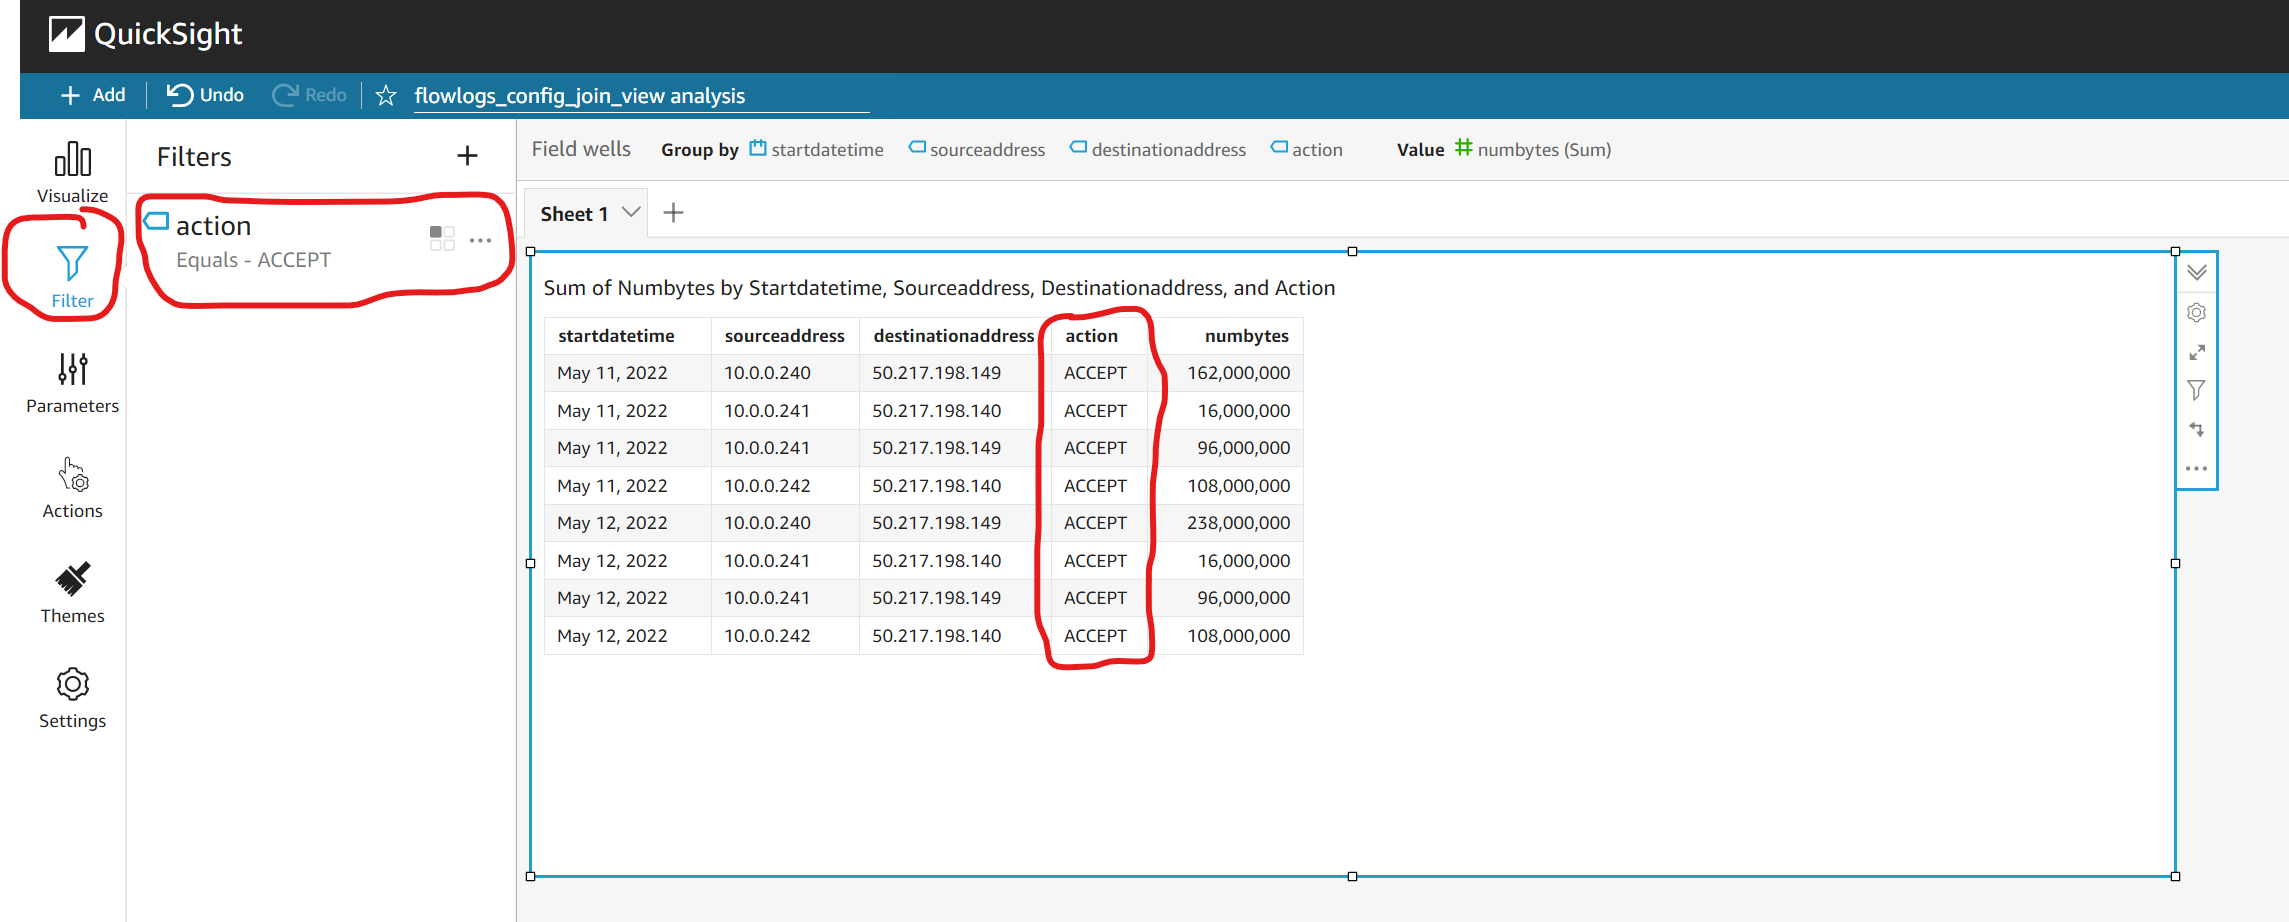 QuickSight
Add Undo Redo flowlogs_config_join_view analysis
Visualize
Filter
Parameters
Actions
Themes
Settings
Filters
action
Equals - ACCEPT
Field wells Group by startdatetime sourceaddress destinationaddress action Value numbytes (Sum)
Sheet 1
Sum of Numbytes by Startdatetime, Sourceaddress, Destinationaddress, and Action
startdatetime sourceaddress destinationaddress action numbytes
May 11, 2022 10.0.0.240 50.217.198.149 ACCEPT 162,000,000
May 11, 2022 10.0.0.241 50.217.198.140 ACCEPT 16,000,000
May 11, 2022 10.0.0.241 50.217.198.149 ACCEPT 96,000,000
May 11, 2022 10.0.0.242 50.217.198.140 ACCEPT 108,000,000
May 12, 2022 10.0.0.240 50.217.198.149 ACCEPT 238,000,000
May 12, 2022 10.0.0.241 50.217.198.140 ACCEPT 16,000,000
May 12, 2022 10.0.0.241 50.217.198.149 ACCEPT 96,000,000
May 12, 2022 10.0.0.242 50.217.198.140 ACCEPT 108,000,000